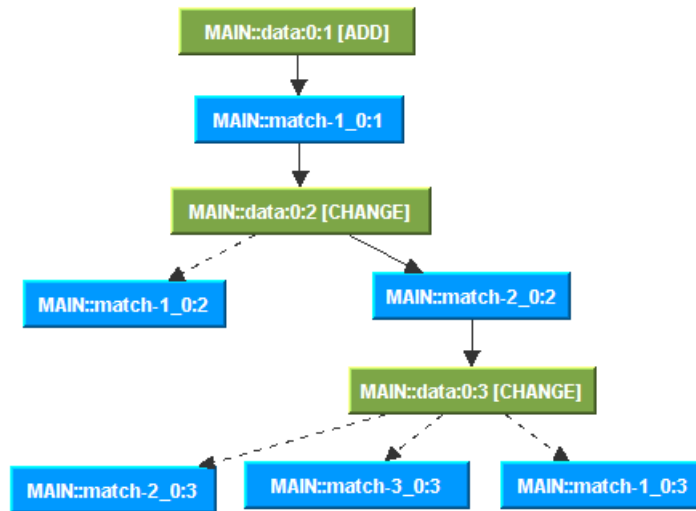 MAIN::data:0:1 [ADD]
MAIN::match-1_0:1
MAIN::data:0:2 [CHANGE]
MAIN::match-1_0:2
MAIN::match-2_0:2
MAIN::data:0:3 [CHANGE]
MAIN::match-2_0:3
MAIN::match-3_0:3
MAIN::match-1_0:3